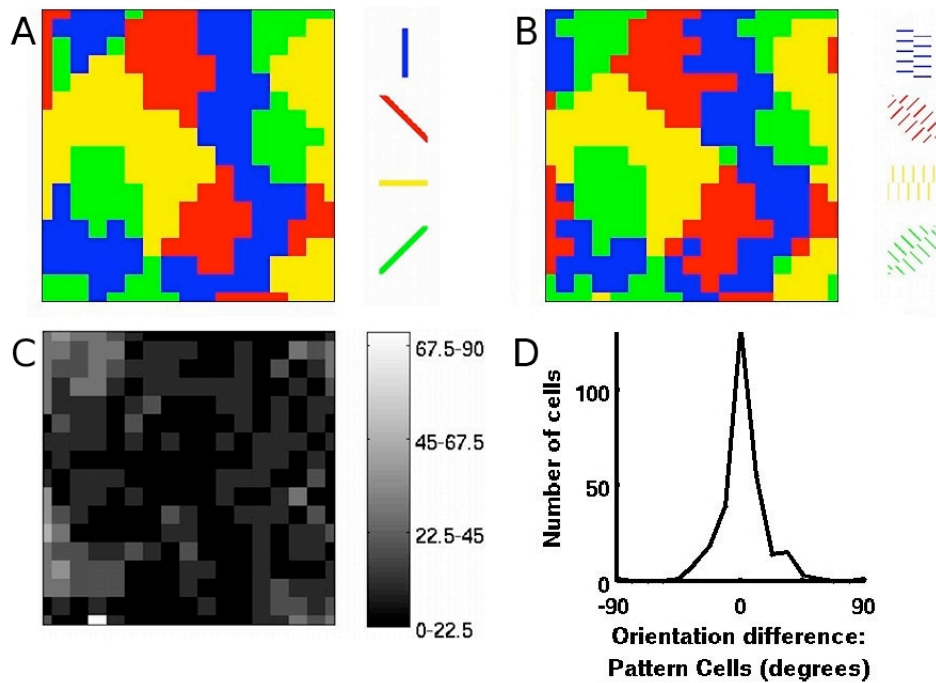 A
B
C
67.5-90
45-67.5
22.5-45
0-22.5
D
Number of cells
100
50
0
-90
0
90
Orientation difference:
Pattern Cells (degrees)